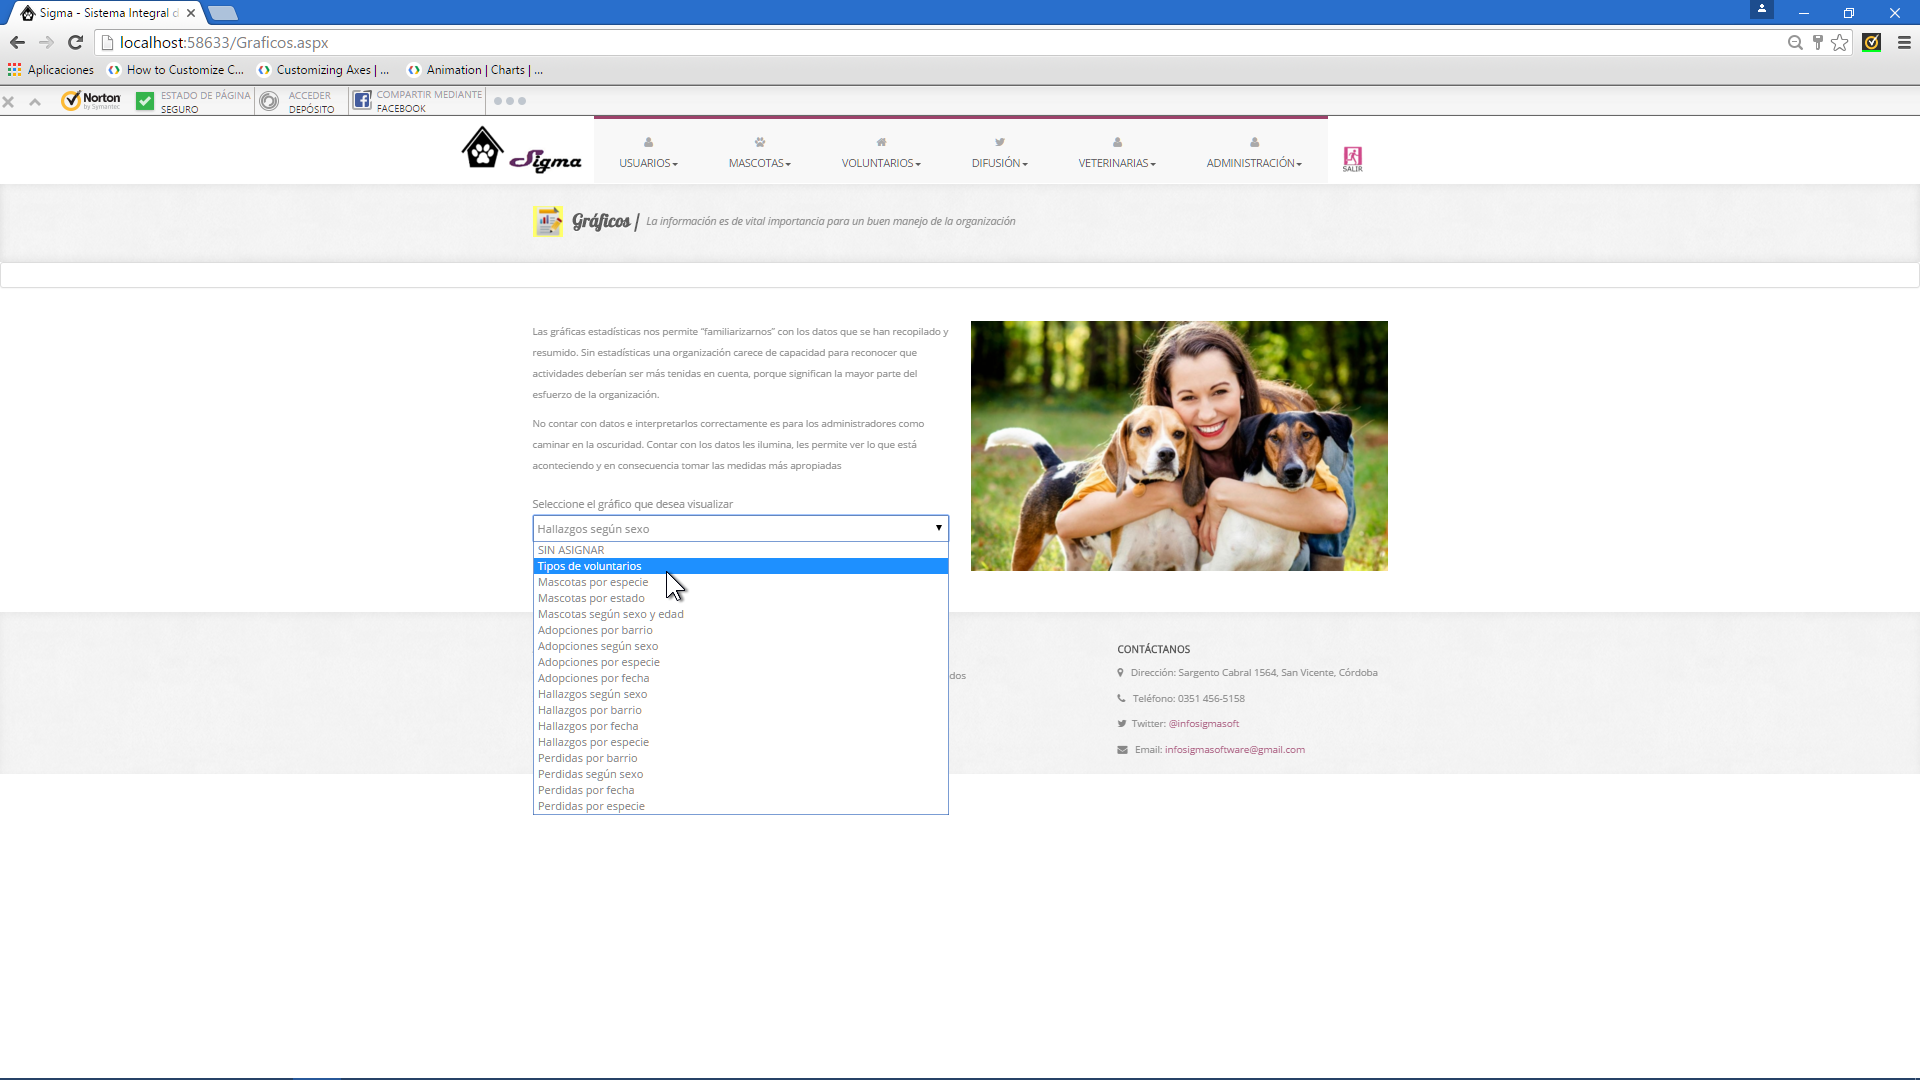 Sigma - Sistema Integral d
localhost:58633/Graficos.aspx
Aplicaciones
How to Customize C...
Customizing Axes | ...
Animation | Charts | ...
Norton
by Symantec
ESTADO DE PÁGINA
SEGURO
ACCEDER
DEPÓSITO
COMPARTIR MEDIANTE
FACEBOOK
Sigma
USUARIOS
MASCOTAS
VOLUNTARIOS
DIFUSIÓN
VETERINARIAS
ADMINISTRACIÓN
SALIR
Gráficos | La información es de vital importancia para un buen manejo de la organización
Las gráficas estadísticas nos permite “familiarizarnos” con los datos que se han recopilado y
resumido. Sin estadísticas una organización carece de capacidad para reconocer que
actividades deberían ser más tenidas en cuenta, porque significan la mayor parte del
esfuerzo de la organización.
No contar con datos e interpretarlos correctamente es para los administradores como
caminar en la oscuridad. Contar con los datos les ilumina, les permite ver lo que está
aconteciendo y en consecuencia tomar las medidas más apropiadas
Seleccione el gráfico que desea visualizar
Hallazgos según sexo
SIN ASIGNAR
Tipos de voluntarios
Mascotas por especie
Mascotas por estado
Mascotas según sexo y edad
Adopciones por barrio
Adopciones según sexo
Adopciones por especie
Adopciones por fecha
Hallazgos según sexo
Hallazgos por barrio
Hallazgos por fecha
Hallazgos por especie
Perdidas por barrio
Perdidas según sexo
Perdidas por fecha
Perdidas por especie
dos
CONTÁCTANOS
Dirección: Sargento Cabral 1564, San Vicente, Córdoba
Teléfono: 0351 456-5158
Twitter: @infosigmasoft
Email: infosigmasoftware@gmail.com